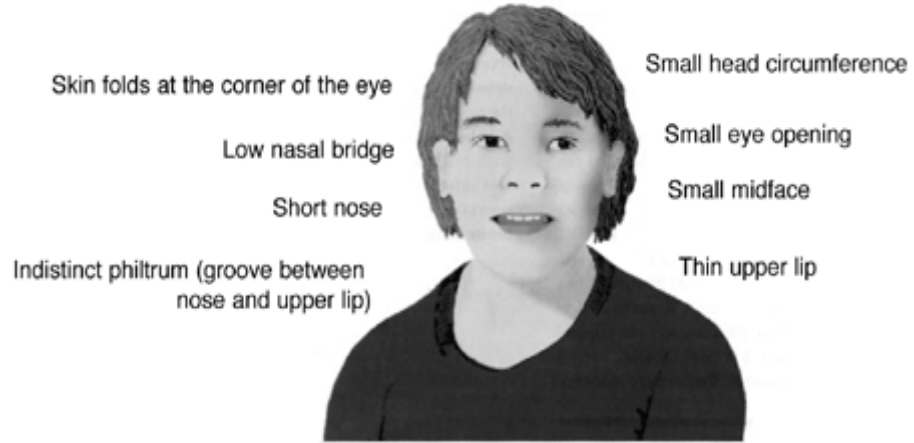 Skin folds at the corner of the eye
Low nasal bridge
Short nose
Indistinct philtrum (groove between
nose and upper lip)
Small head circumference
Small eye opening
Small midface
Thin upper lip